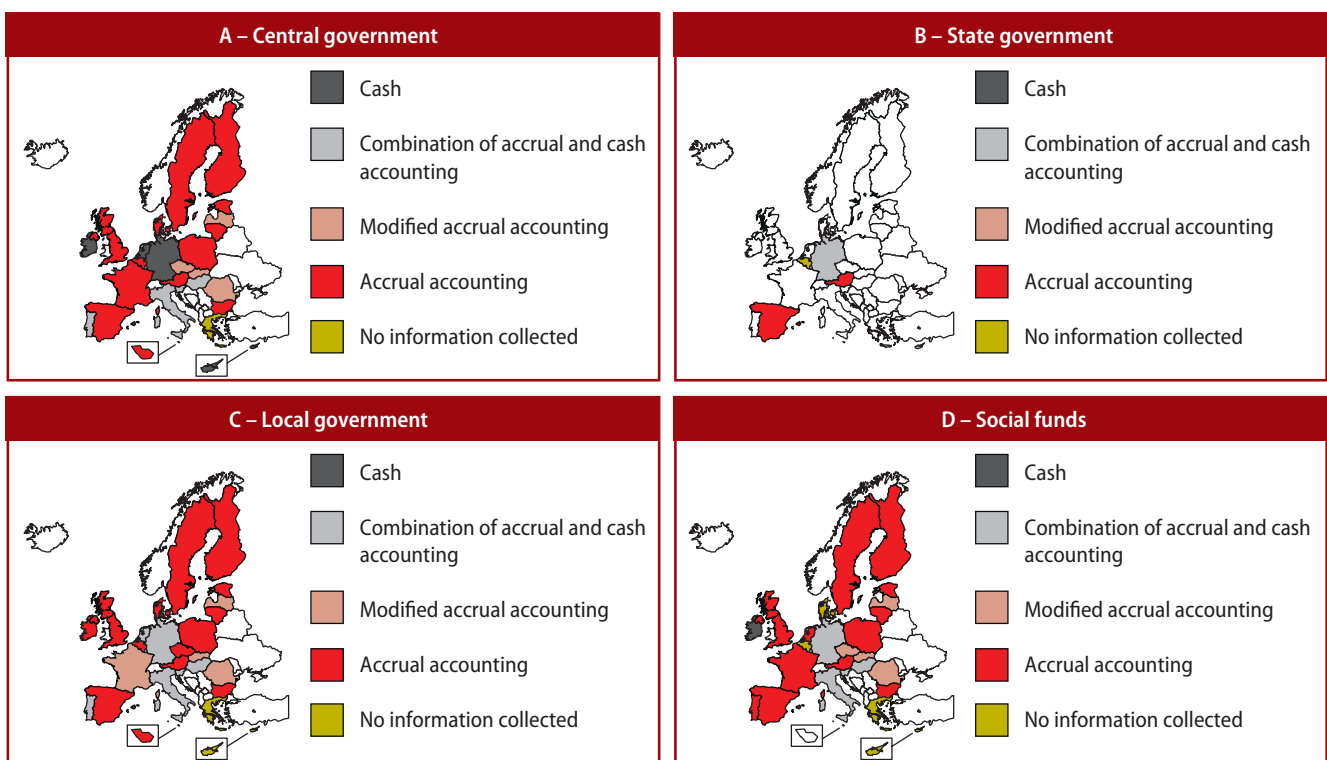 A – Central government
Cash
Combination of accrual and cash
accounting
Modified accrual accounting
Accrual accounting
No information collected
B – State government
Cash
Combination of accrual and cash
accounting
Modified accrual accounting
Accrual accounting
No information collected
C – Local government
Cash
Combination of accrual and cash
accounting
Modified accrual accounting
Accrual accounting
No information collected
D – Social funds
Cash
Combination of accrual and cash
accounting
Modified accrual accounting
Accrual accounting
No information collected